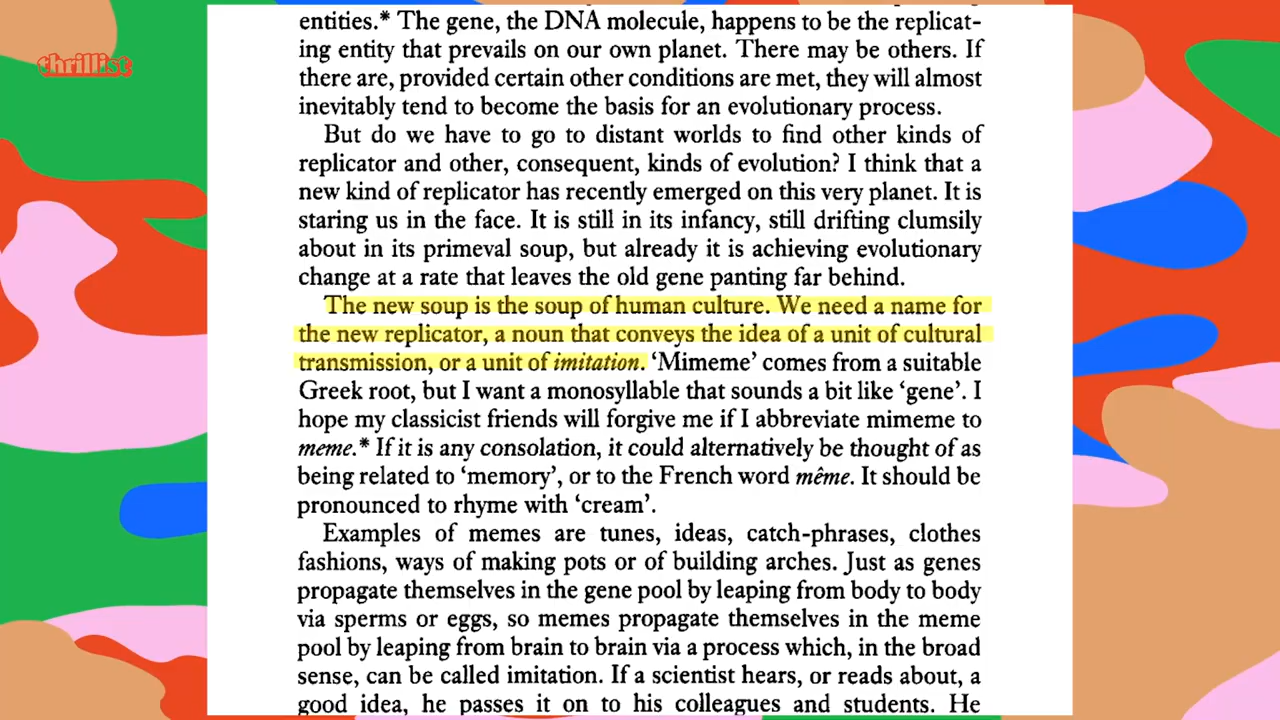 thrillist
entities.* The gene, the DNA molecule, happens to be the replicat-
ing entity that prevails on our own planet. There may be others. If
there are, provided certain other conditions are met, they will almost
inevitably tend to become the basis for an evolutionary process.
But do we have to go to distant worlds to find other kinds of
replicator and other, consequent, kinds of evolution? I think that a
new kind of replicator has recently emerged on this very planet. It is
staring us in the face. It is still in its infancy, still drifting clumsily
about in its primeval soup, but already it is achieving evolutionary
change at a rate that leaves the old gene panting far behind.
The new soup is the soup of human culture. We need a name for
the new replicator, a noun that conveys the idea of a unit of cultural
transmission, or a unit of imitation. ‘Mimeme’ comes from a suitable
Greek root, but I want a monosyllable that sounds a bit like ‘gene’. I
hope my classicist friends will forgive me if I abbreviate mimeme to
meme.* If it is any consolation, it could alternatively be thought of as
being related to ‘memory’, or to the French word même. It should be
pronounced to rhyme with ‘cream’.
Examples of memes are tunes, ideas, catch-phrases, clothes
fashions, ways of making pots or of building arches. Just as genes
propagate themselves in the gene pool by leaping from body to body
via sperms or eggs, so memes propagate themselves in the meme
pool by leaping from brain to brain via a process which, in the broad
sense, can be called imitation. If a scientist hears, or reads about, a
good idea, he passes it on to his colleagues and students. He